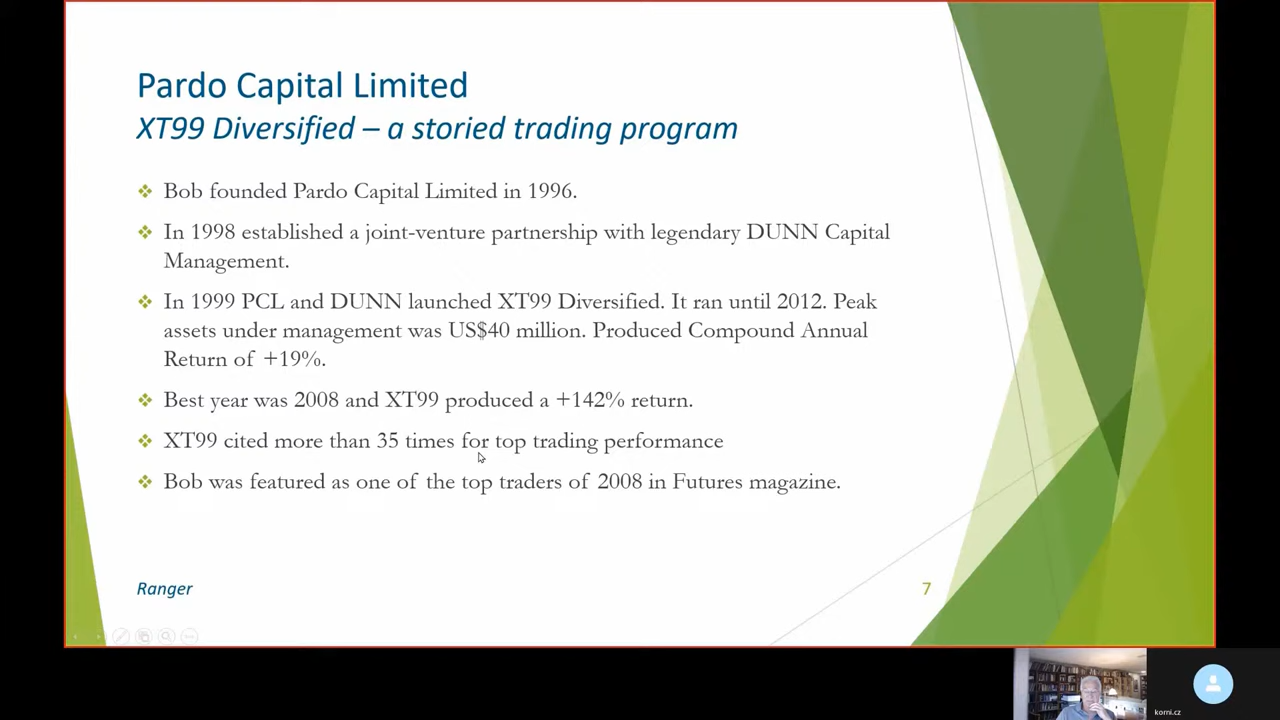 Pardo Capital Limited
XT99 Diversified – a storied trading program
Bob founded Pardo Capital Limited in 1996.
In 1998 established a joint-venture partnership with legendary DUNN Capital
Management.
In 1999 PCL and DUNN launched XT99 Diversified. It ran until 2012. Peak
assets under management was US$40 million. Produced Compound Annual
Return of +19%.
Best year was 2008 and XT99 produced a +142% return.
XT99 cited more than 35 times for top trading performance
Bob was featured as one of the top traders of 2008 in Futures magazine.
Ranger
7
korni.cz